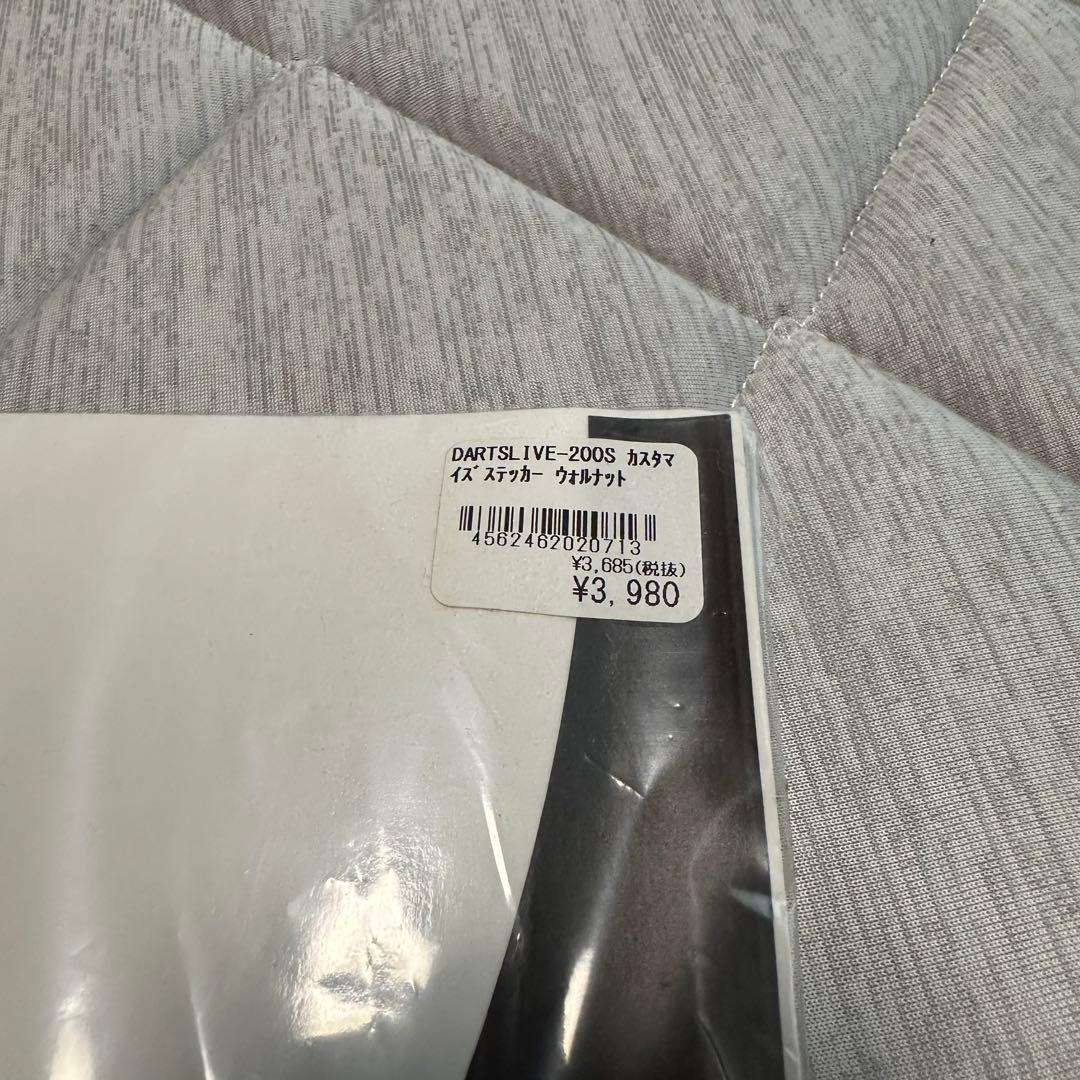 DARTSLIVE-200S ｶｽﾀﾏ
ｲｽﾞｽﾃｯｶｰ ｳｫﾙﾅｯﾄ
4562462020713
¥3,685(税抜)
¥3,980